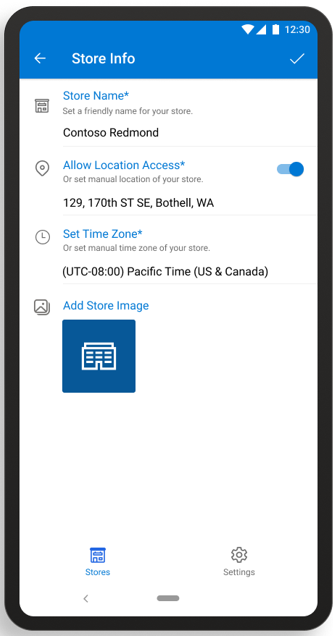 12:30
Store Info
Store Name*
Set a friendly name for your store.
Contoso Redmond
Allow Location Access*
Or set manual location of your store.
129, 170th ST SE, Bothell, WA
Set Time Zone*
Or set manual time zone of your store.
(UTC-08:00) Pacific Time (US & Canada)
Add Store Image
Stores
Settings